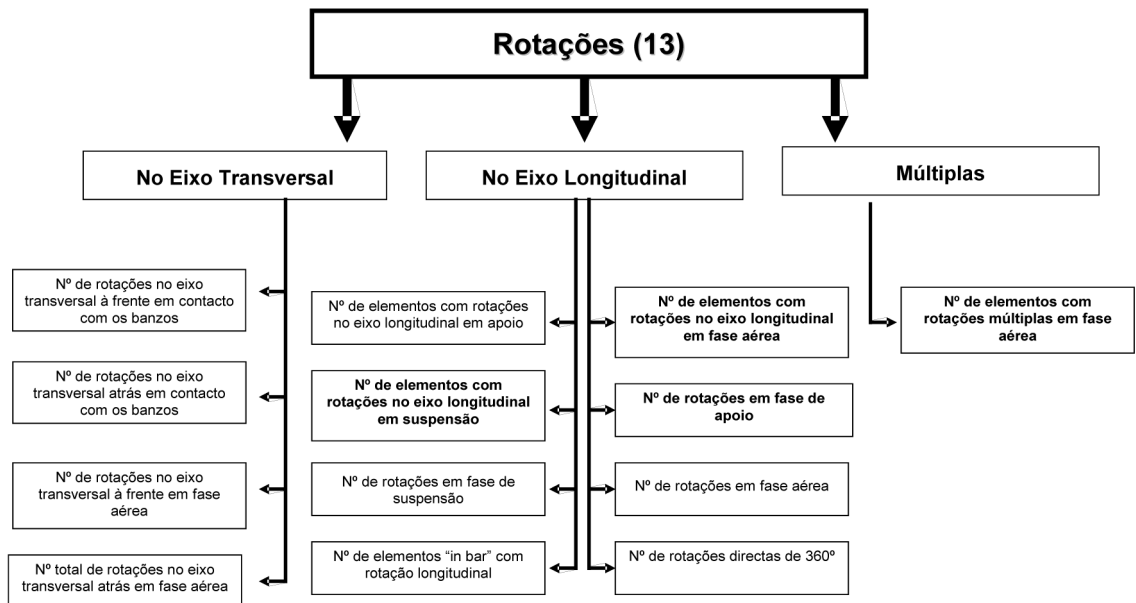 Rotações (13)
No Eixo Transversal
No Eixo Longitudinal
Múltiplas
Nº de rotações no eixo
transversal à frente em contacto
com os banzos
Nº de rotações no eixo
transversal atrás em contacto
com os banzos
Nº de rotações no eixo
transversal à frente em fase
aérea
Nº total de rotações no eixo
transversal atrás em fase aérea
Nº de elementos com rotações
no eixo longitudinal em apoio
Nº de elementos com
rotações no eixo longitudinal
em suspensão
Nº de rotações em fase de
suspensão
Nº de elementos “in bar” com
rotação longitudinal
Nº de elementos com
rotações no eixo longitudinal
em fase aérea
Nº de rotações em fase de
apoio
Nº de rotações em fase aérea
Nº de rotações directas de 360º
Nº de elementos com
rotações múltiplas em fase
aérea